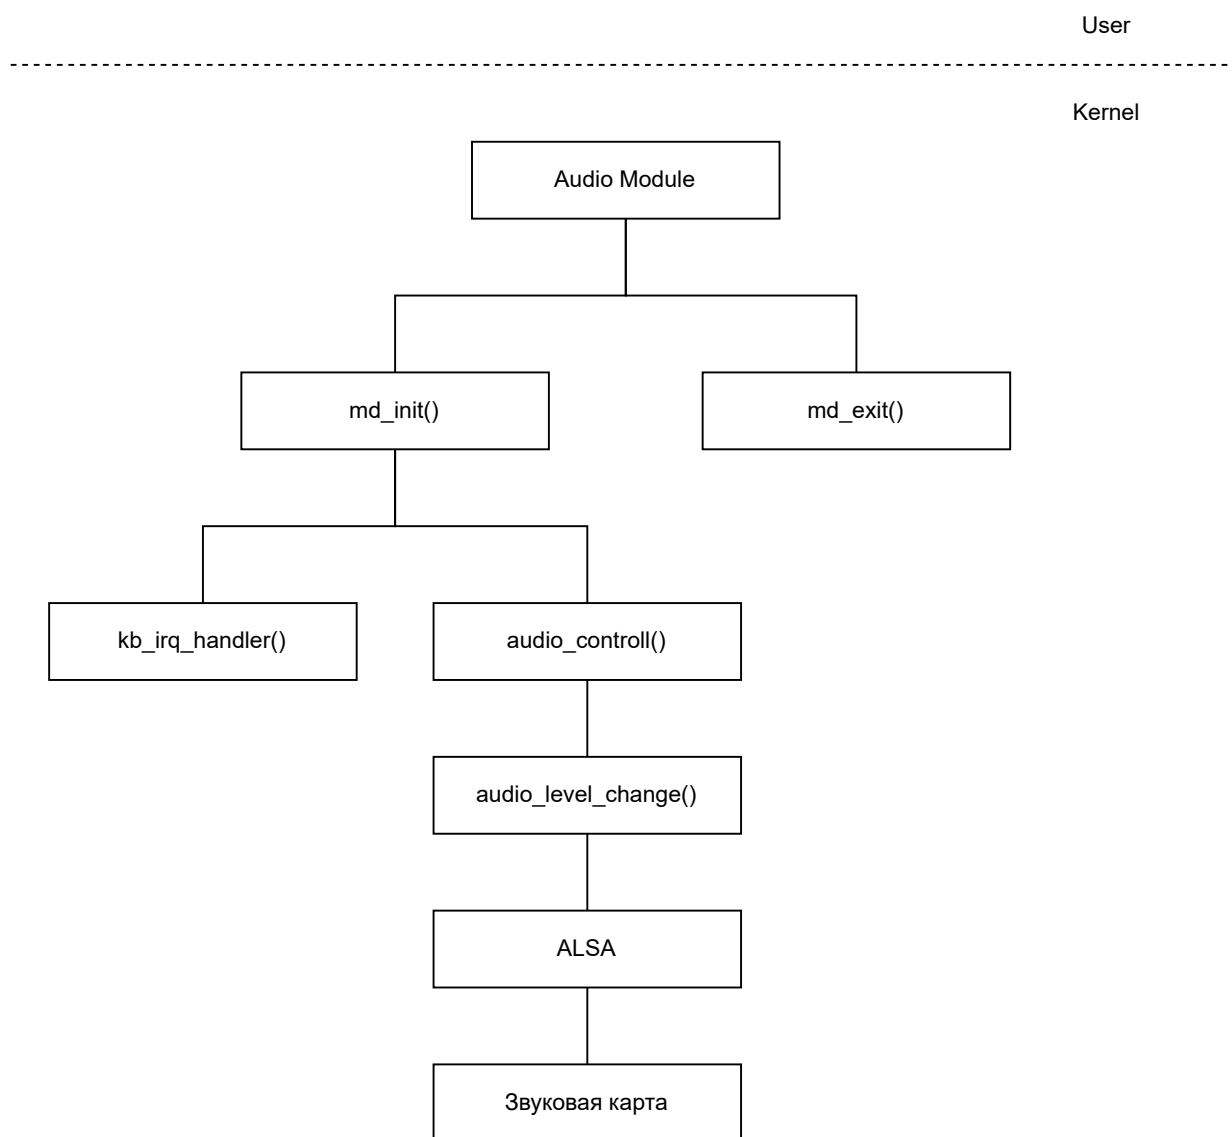 User
Kernel
Audio Module
md_init()
md_exit()
kb_irq_handler()
audio_controll()
audio_level_change()
ALSA
Звуковая карта